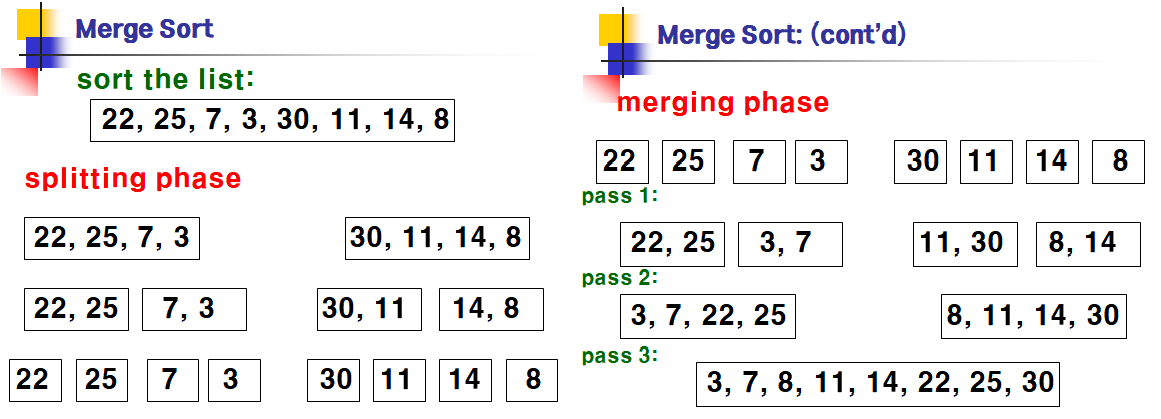 Merge Sort
sort the list:
22, 25, 7, 3, 30, 11, 14, 8
splitting phase
22, 25, 7, 3 30, 11, 14, 8
22, 25 7, 3 30, 11 14, 8
22 25 7 3 30 11 14 8
Merge Sort: (cont'd)
merging phase
22 25 7 3 30 11 14 8
pass 1:
22, 25 3, 7 11, 30 8, 14
pass 2:
3, 7, 22, 25 8, 11, 14, 30
pass 3:
3, 7, 8, 11, 14, 22, 25, 30